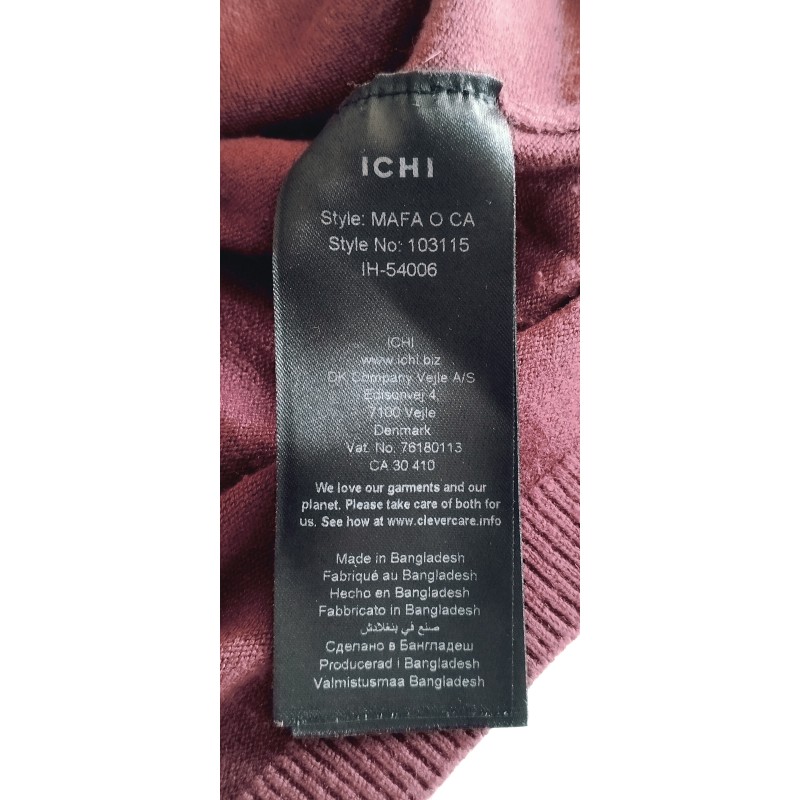 ICHI
Style: MAFA O CA
Style No: 103115
IH-54006
ICHI
www.ichi.biz
DK Company Vejle A/S
Edisonvej 4,
7100 Vejle
Denmark
Vat. No. 76180113
CA 30 410
We love our garments and our
planet. Please take care of both for
us. See how at www.clevercare.info
Made in Bangladesh
Fabriqué au Bangladesh
Hecho en Bangladesh
Fabbricato in Bangladesh
صنع في بنغلادش
Сделано в Бангладеш
Producerad i Bangladesh
Valmistusmaa Bangladesh